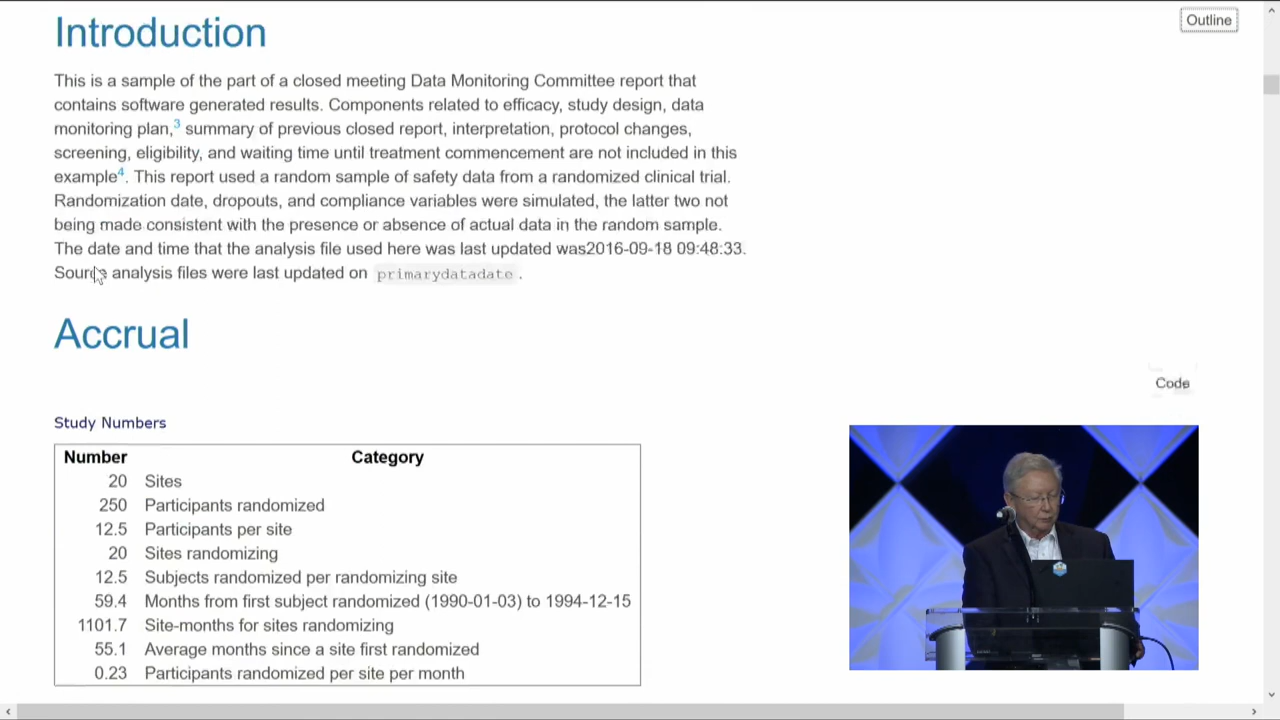 Introduction
Outline
This is a sample of the part of a closed meeting Data Monitoring Committee report that
contains software generated results. Components related to efficacy, study design, data
monitoring plan,3 summary of previous closed report, interpretation, protocol changes,
screening, eligibility, and waiting time until treatment commencement are not included in this
example4. This report used a random sample of safety data from a randomized clinical trial.
Randomization date, dropouts, and compliance variables were simulated, the latter two not
being made consistent with the presence or absence of actual data in the random sample.
The date and time that the analysis file used here was last updated was2016-09-18 09:48:33.
Source analysis files were last updated on primarydatadate .
Accrual
Code
Study Numbers
Number Category
20 Sites
250 Participants randomized
12.5 Participants per site
20 Sites randomizing
12.5 Subjects randomized per randomizing site
59.4 Months from first subject randomized (1990-01-03) to 1994-12-15
1101.7 Site-months for sites randomizing
55.1 Average months since a site first randomized
0.23 Participants randomized per site per month